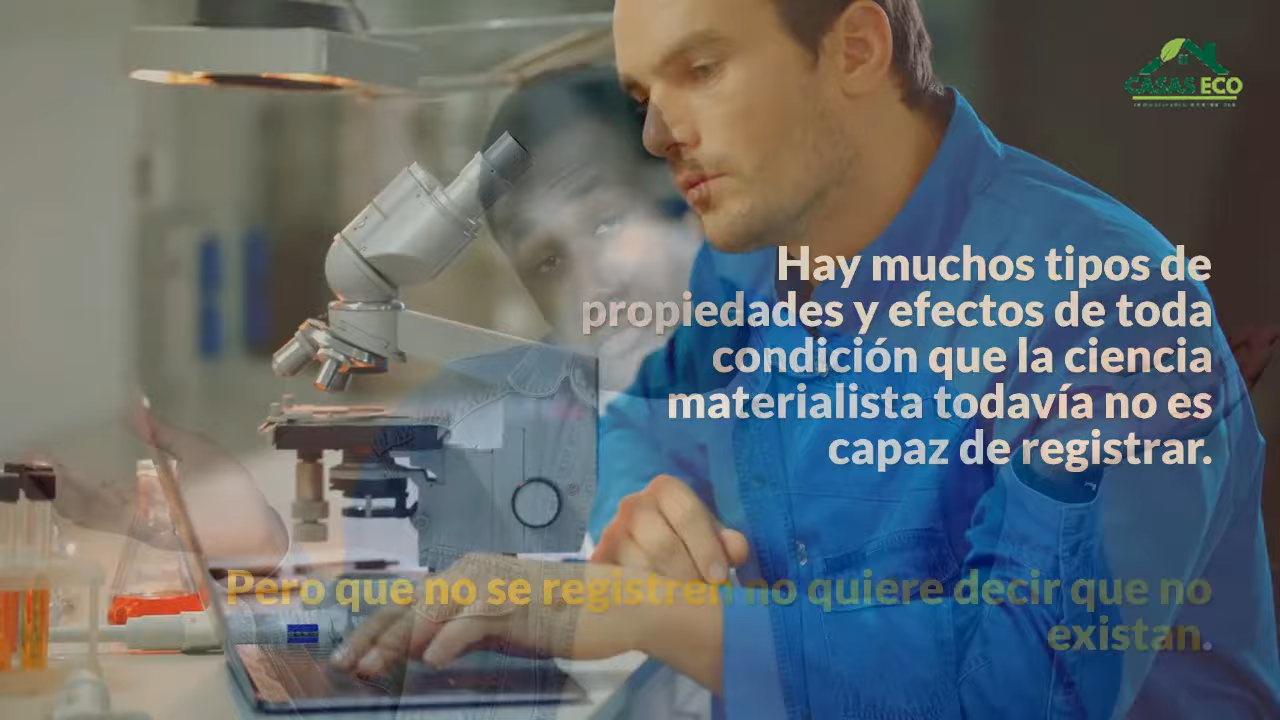 CASAS ECO
Hay muchos tipos de
propiedades y efectos de toda
condición que la ciencia
materialista todavía no es
capaz de registrar.
Pero que no se registren no quiere decir que no
existan.